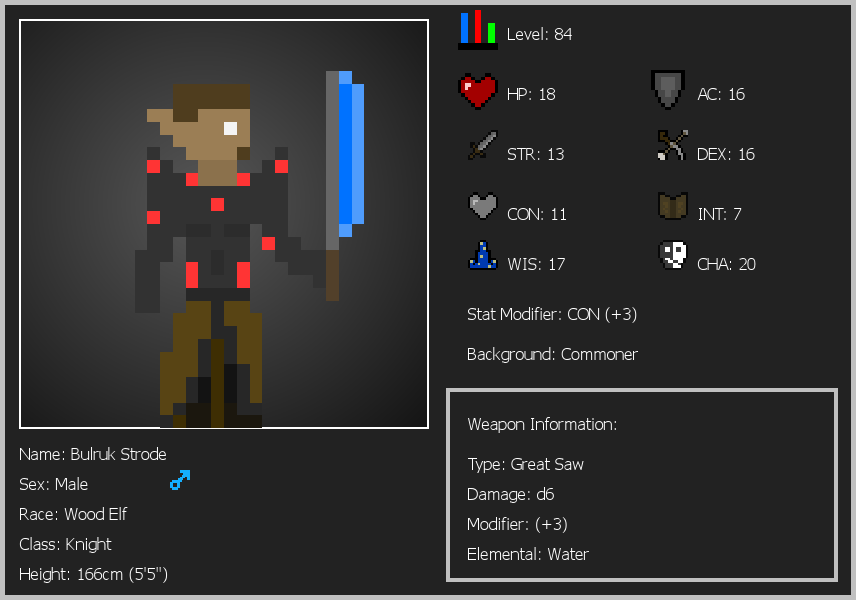 Level: 84
HP: 18
AC: 16
STR: 13
DEX: 16
CON: 11
INT: 7
WIS: 17
CHA: 20
Stat Modifier: CON (+3)
Background: Commoner
Weapon Information:
Type: Great Saw
Damage: d6
Modifier: (+3)
Elemental: Water
Name: Bulruk Strode
Sex: Male
Race: Wood Elf
Class: Knight
Height: 166cm (5'5")